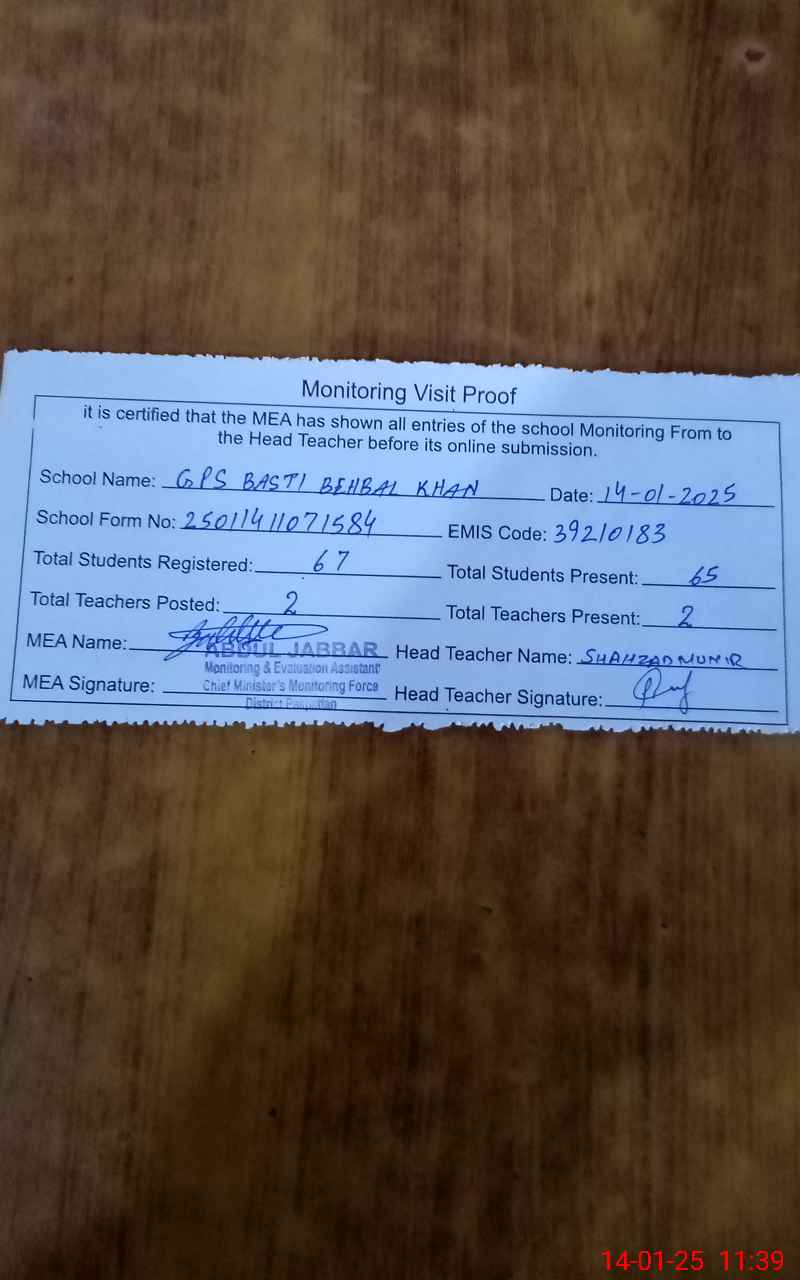 Monitoring Visit Proof
it is certified that the MEA has shown all entries of the school Monitoring From to
the Head Teacher before its online submission.
School Name: GPS BASTI BEHBAL KHAN Date: 14-01-2025
School Form No: 25011411071584 EMIS Code: 39210183
Total Students Registered: 67 Total Students Present: 65
Total Teachers Posted: 2 Total Teachers Present: 2
MEA Name: ABDUL JABBAR Head Teacher Name: SHAHZAD MUNIR
Monitoring & Evaluation Assistant
MEA Signature: Chief Minister's Monitoring Force Head Teacher Signature:
District Pakpattan
14-01-25 11:39